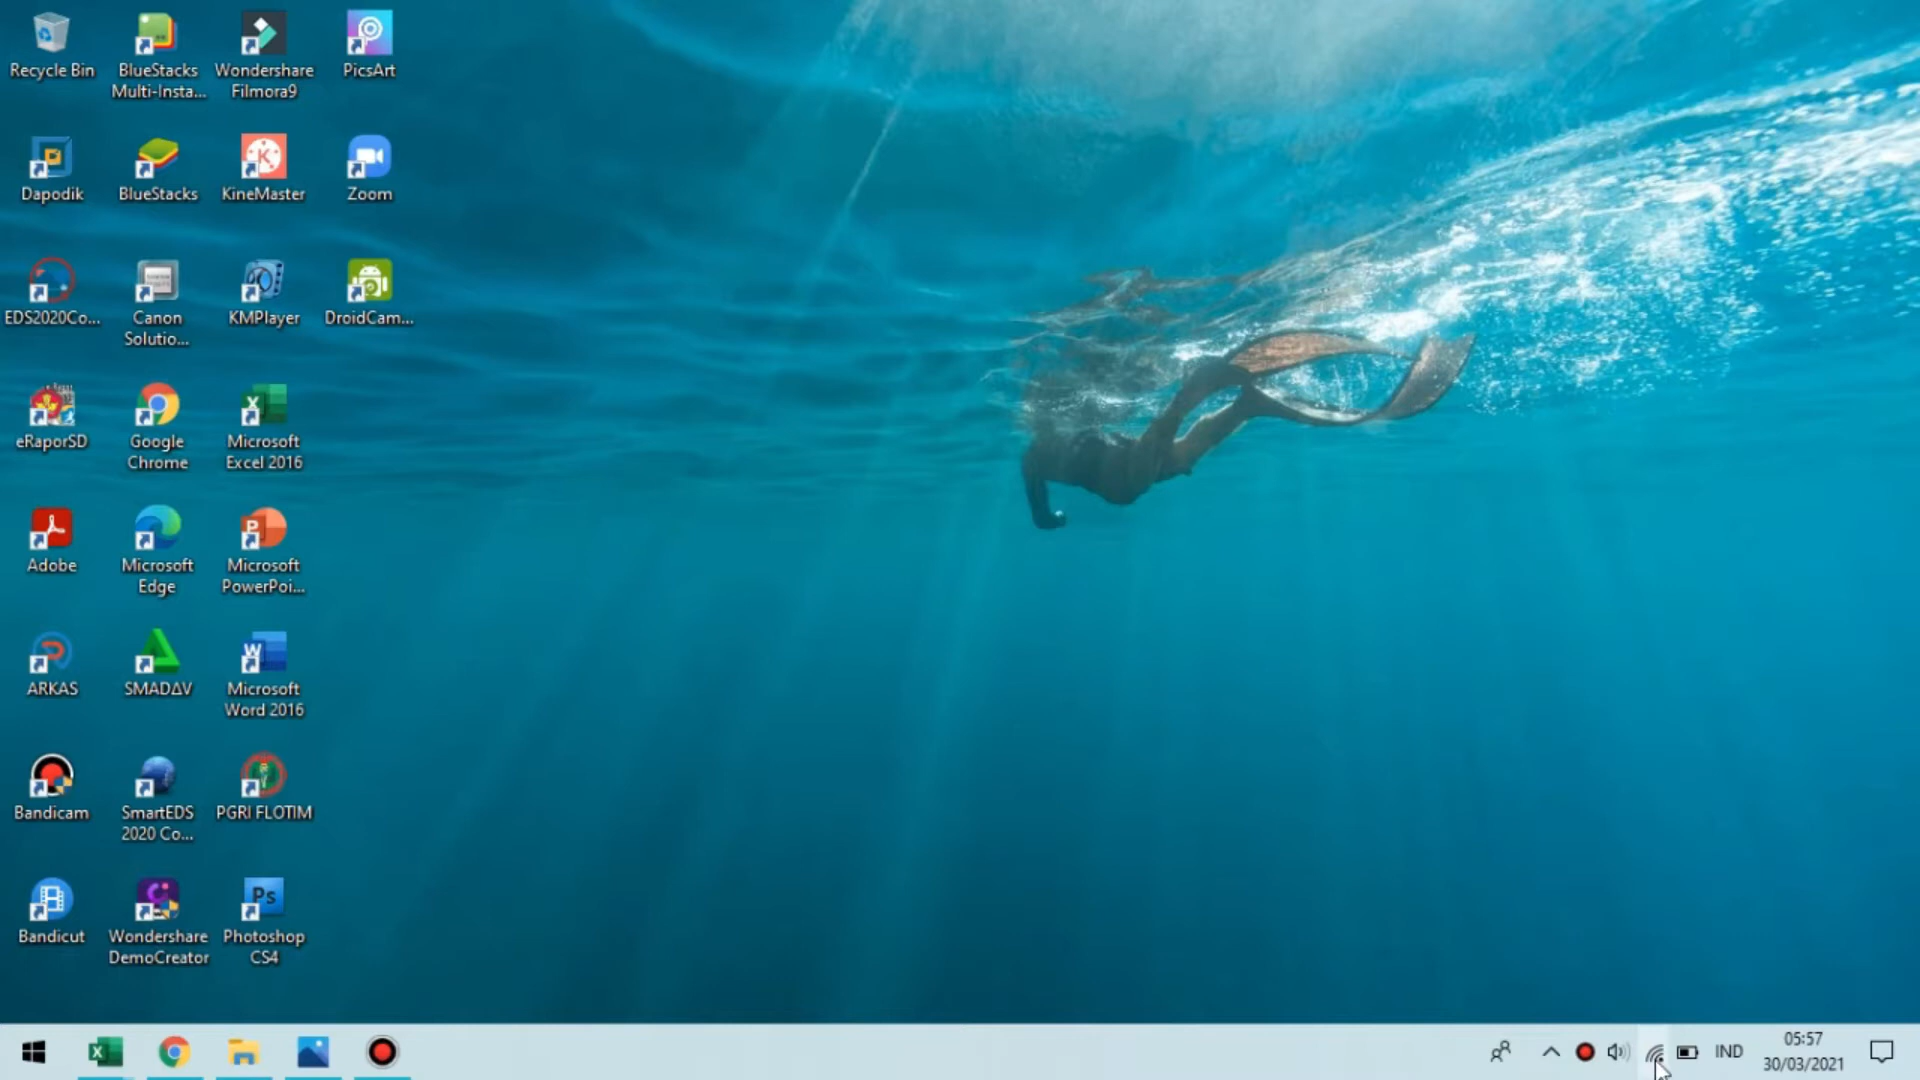 Recycle Bin
BlueStacks
Multi-Insta...
Wondershare
Filmora9
PicsArt
Dapodik
BlueStacks
KineMaster
Zoom
EDS2020Co...
Canon
Solutio...
KMPlayer
DroidCam...
eRaporSD
Google
Chrome
Microsoft
Excel 2016
Adobe
Microsoft
Edge
Microsoft
PowerPoi...
ARKAS
SMADΔV
Microsoft
Word 2016
Bandicam
SmartEDS
2020 Co...
PGRI FLOTIM
Bandicut
Wondershare
DemoCreator
Photoshop
CS4
IND
05:57
30/03/2021